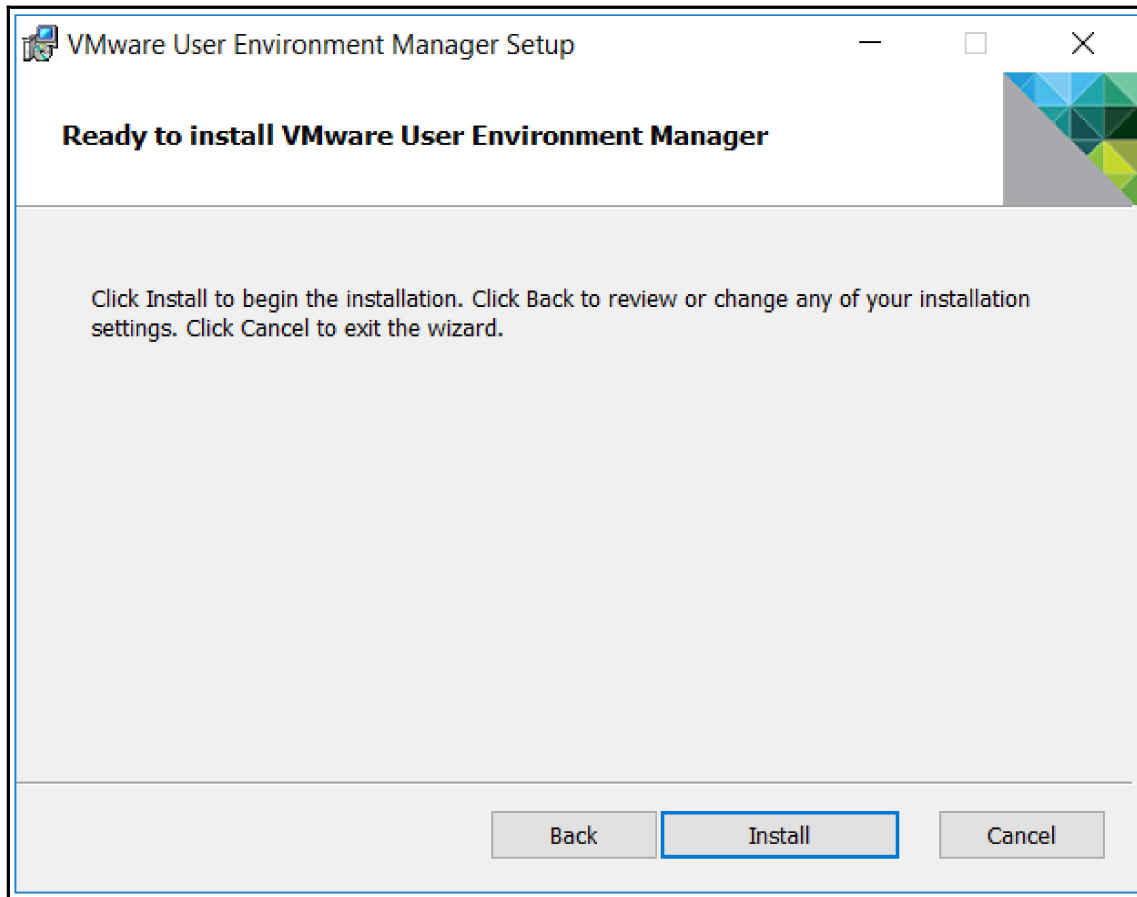 VMware User Environment Manager Setup
Ready to install VMware User Environment Manager
Click Install to begin the installation. Click Back to review or change any of your installation
settings. Click Cancel to exit the wizard.
Back Install Cancel